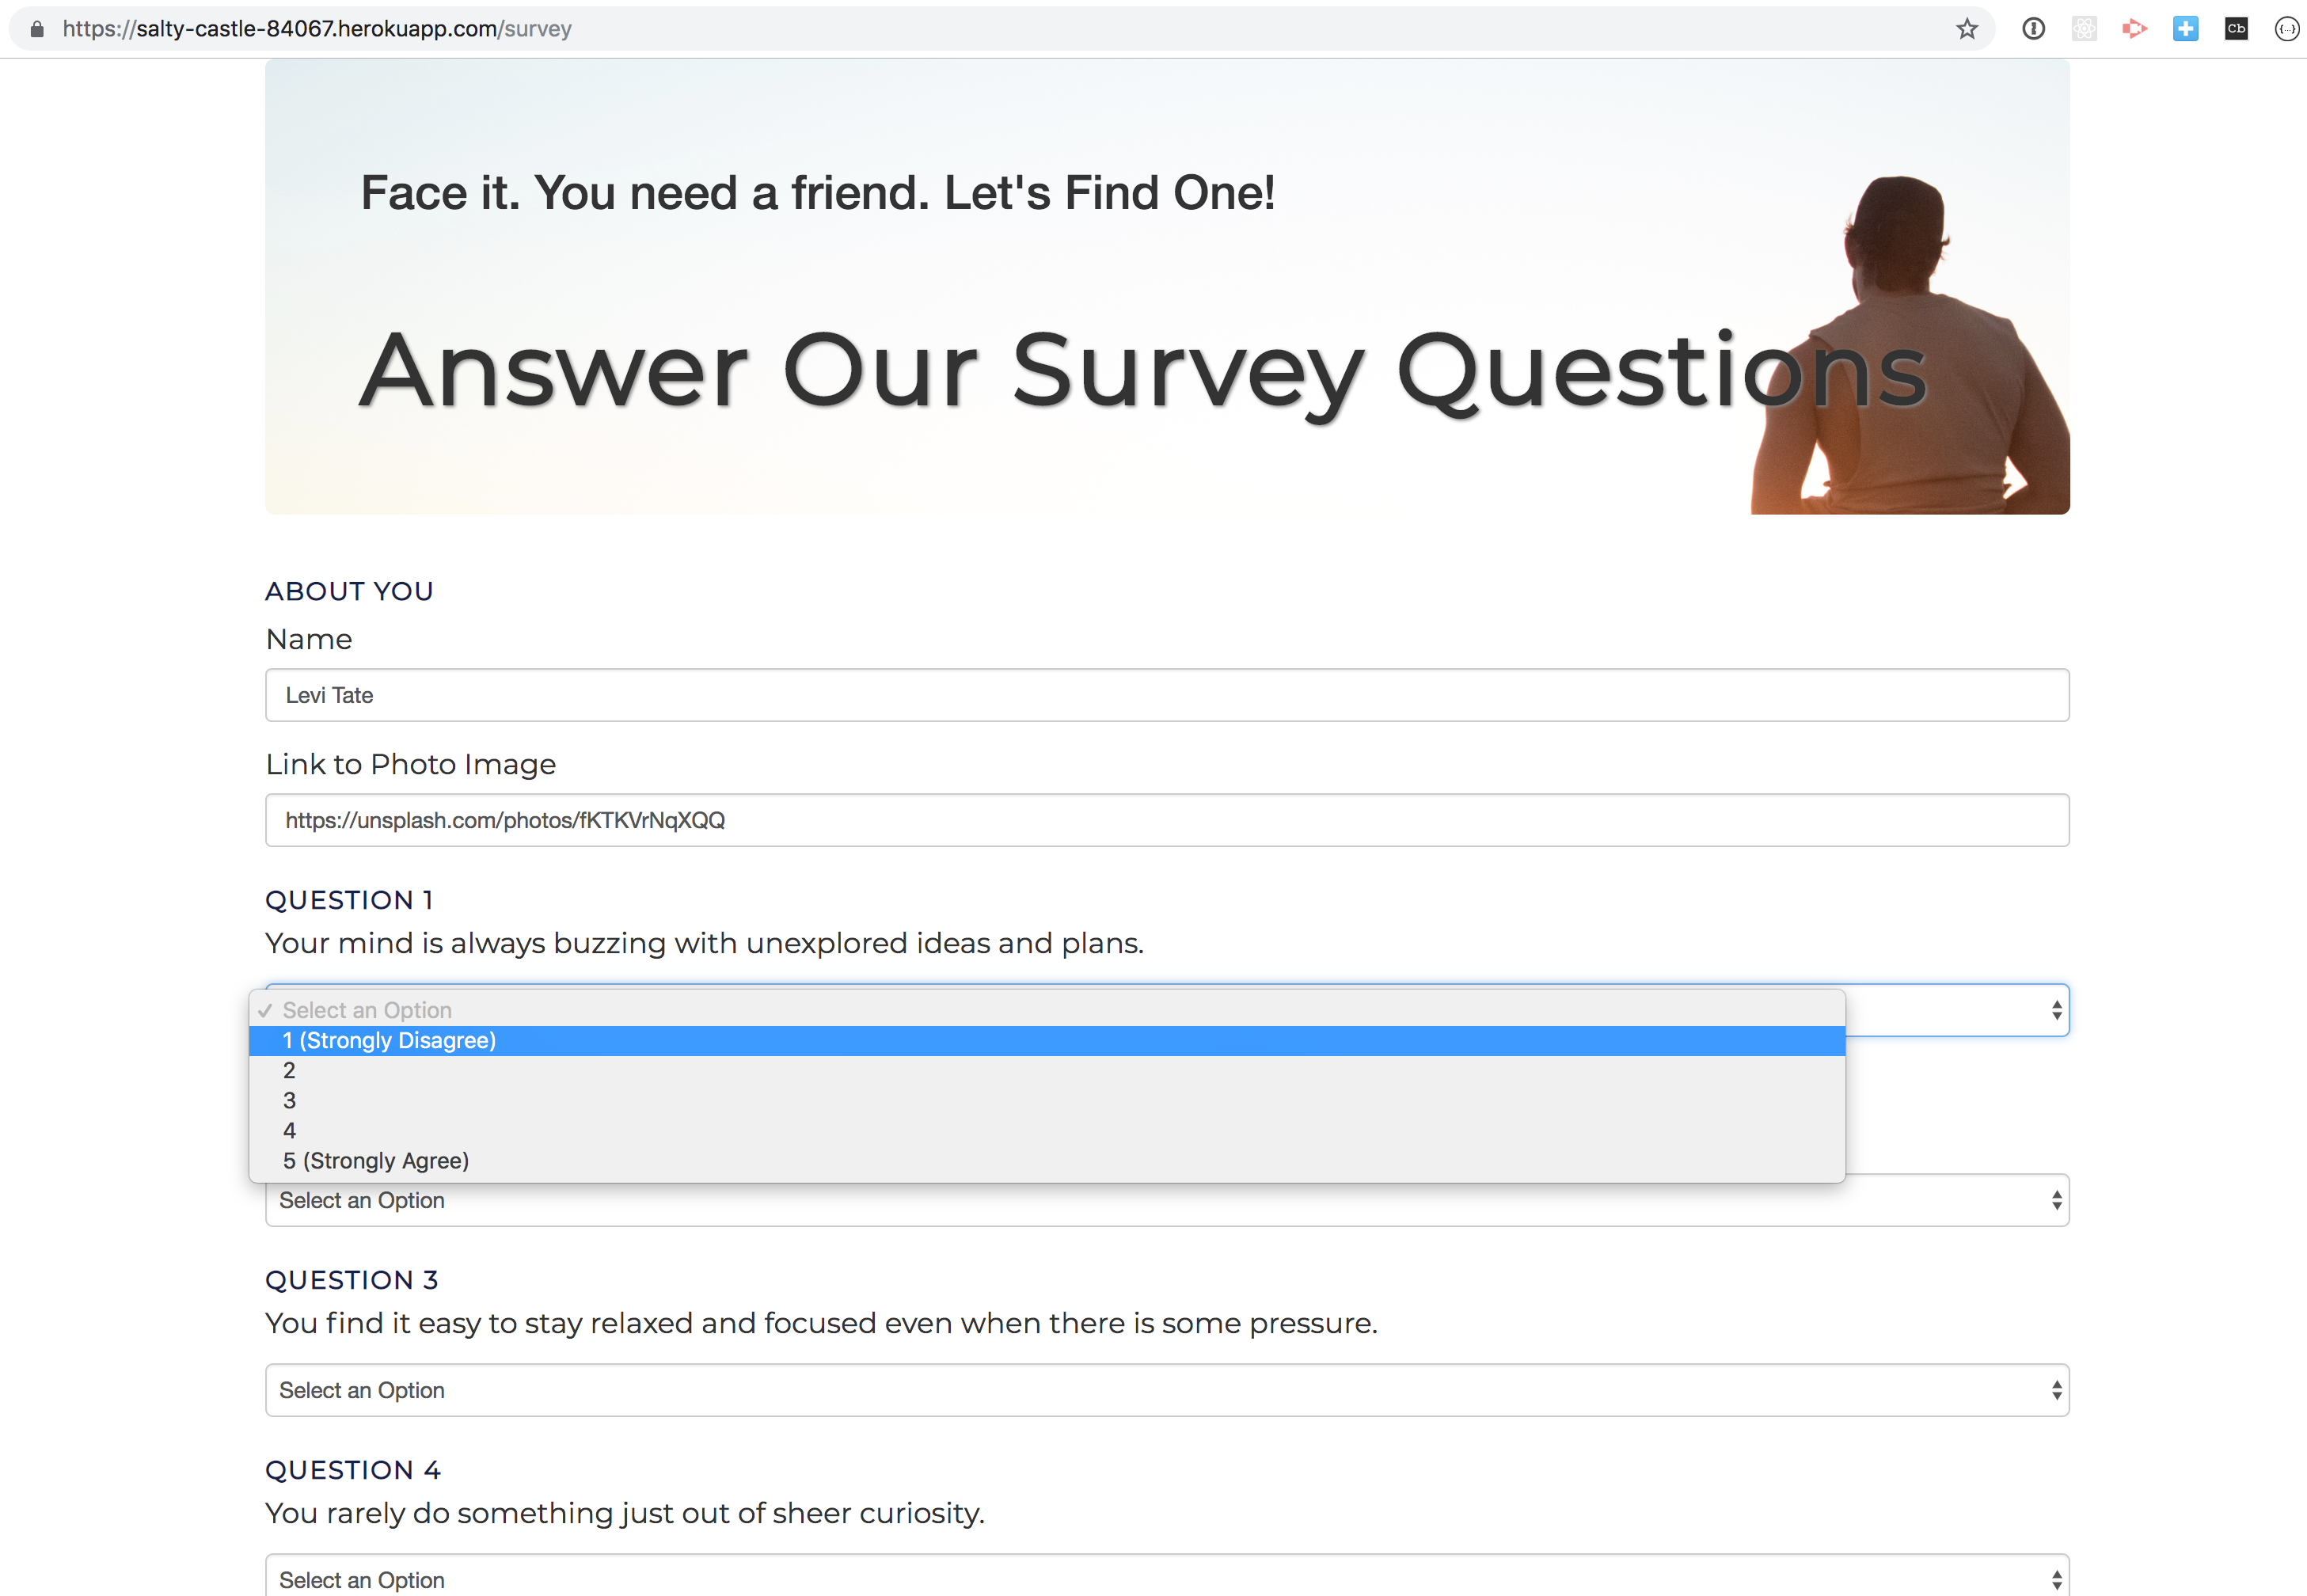 https://salty-castle-84067.herokuapp.com/survey
Cb
{...}
Face it. You need a friend. Let's Find One!
Answer Our Survey Questions
ABOUT YOU
Name
Levi Tate
Link to Photo Image
https://unsplash.com/photos/fKTKVrNqXQQ
QUESTION 1
Your mind is always buzzing with unexplored ideas and plans.
✓ Select an Option
1 (Strongly Disagree)
2
3
4
5 (Strongly Agree)
Select an Option
QUESTION 3
You find it easy to stay relaxed and focused even when there is some pressure.
Select an Option
QUESTION 4
You rarely do something just out of sheer curiosity.
Select an Option